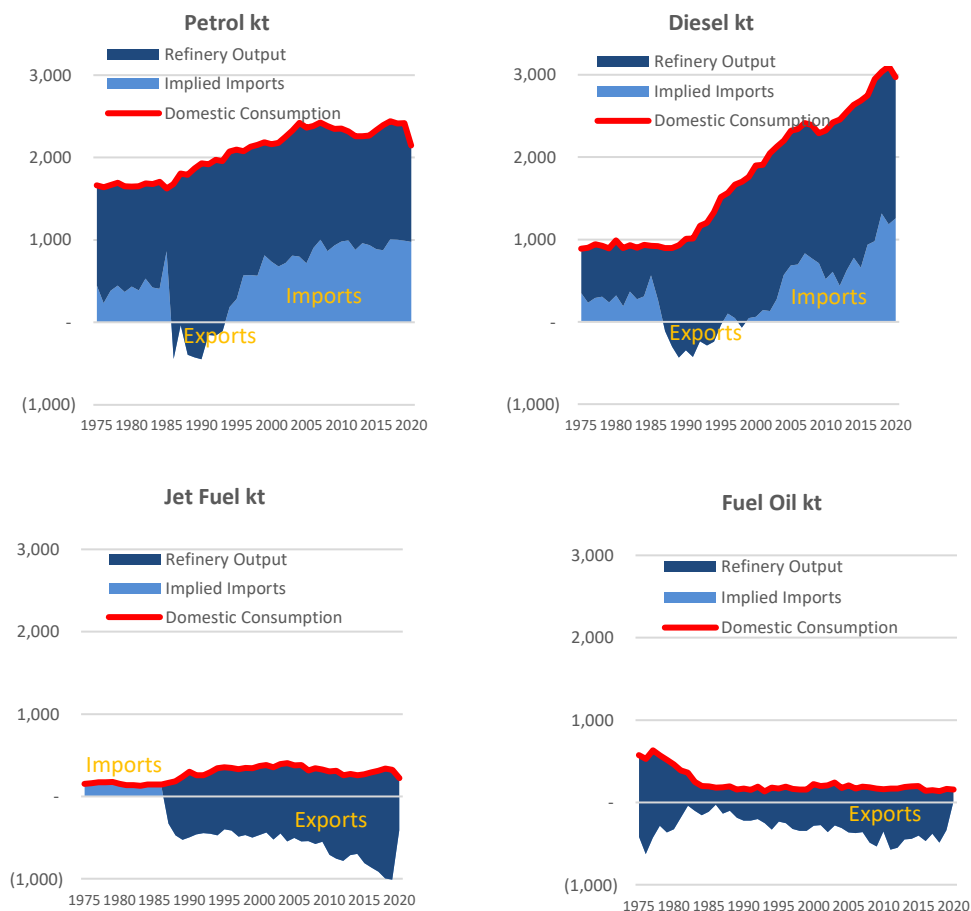 Petrol kt
Refinery Output
Implied Imports
Domestic Consumption
3,000
2,000
1,000
-
(1,000)
Imports
Exports
1975 1980 1985 1990 1995 2000 2005 2010 2015 2020
Diesel kt
Refinery Output
Implied Imports
Domestic Consumption
3,000
2,000
1,000
-
(1,000)
Imports
Exports
1975 1980 1985 1990 1995 2000 2005 2010 2015 2020
Jet Fuel kt
3,000
Refinery Output
Implied Imports
Domestic Consumption
2,000
1,000
-
(1,000)
Imports
Exports
1975 1980 1985 1990 1995 2000 2005 2010 2015 2020
Fuel Oil kt
3,000
Refinery Output
Implied Imports
Domestic Consumption
2,000
1,000
-
(1,000)
Exports
1975 1980 1985 1990 1995 2000 2005 2010 2015 2020